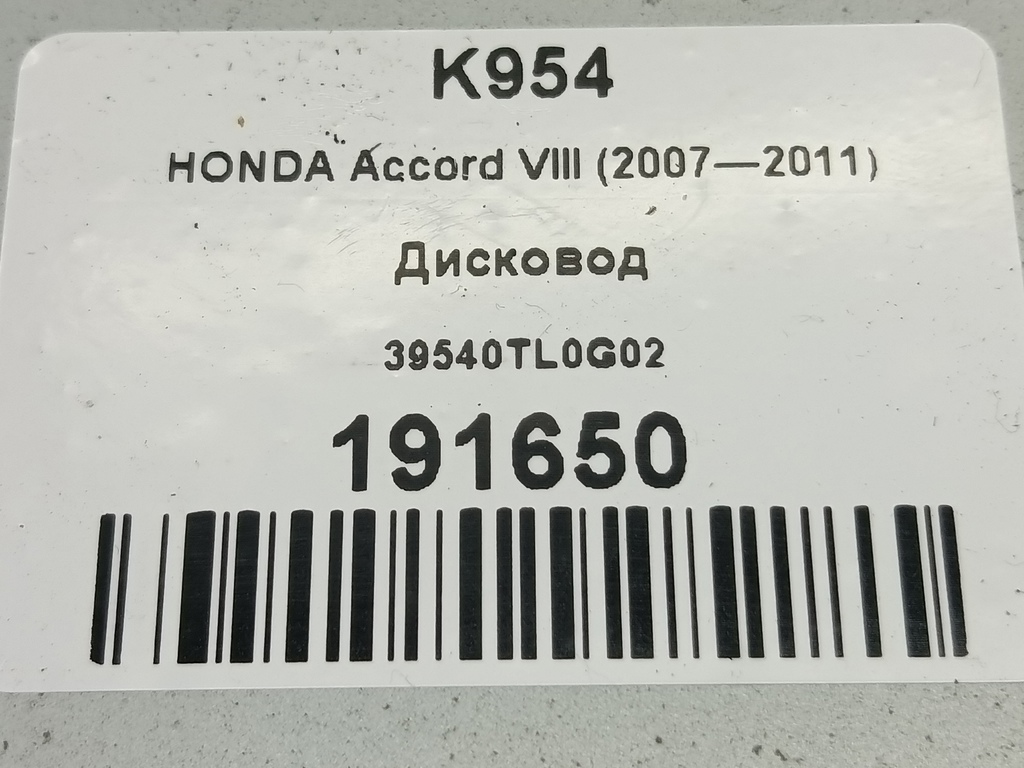 K954
HONDA Accord VIII (2007—2011)
Дисковод
39540TL0G02
191650